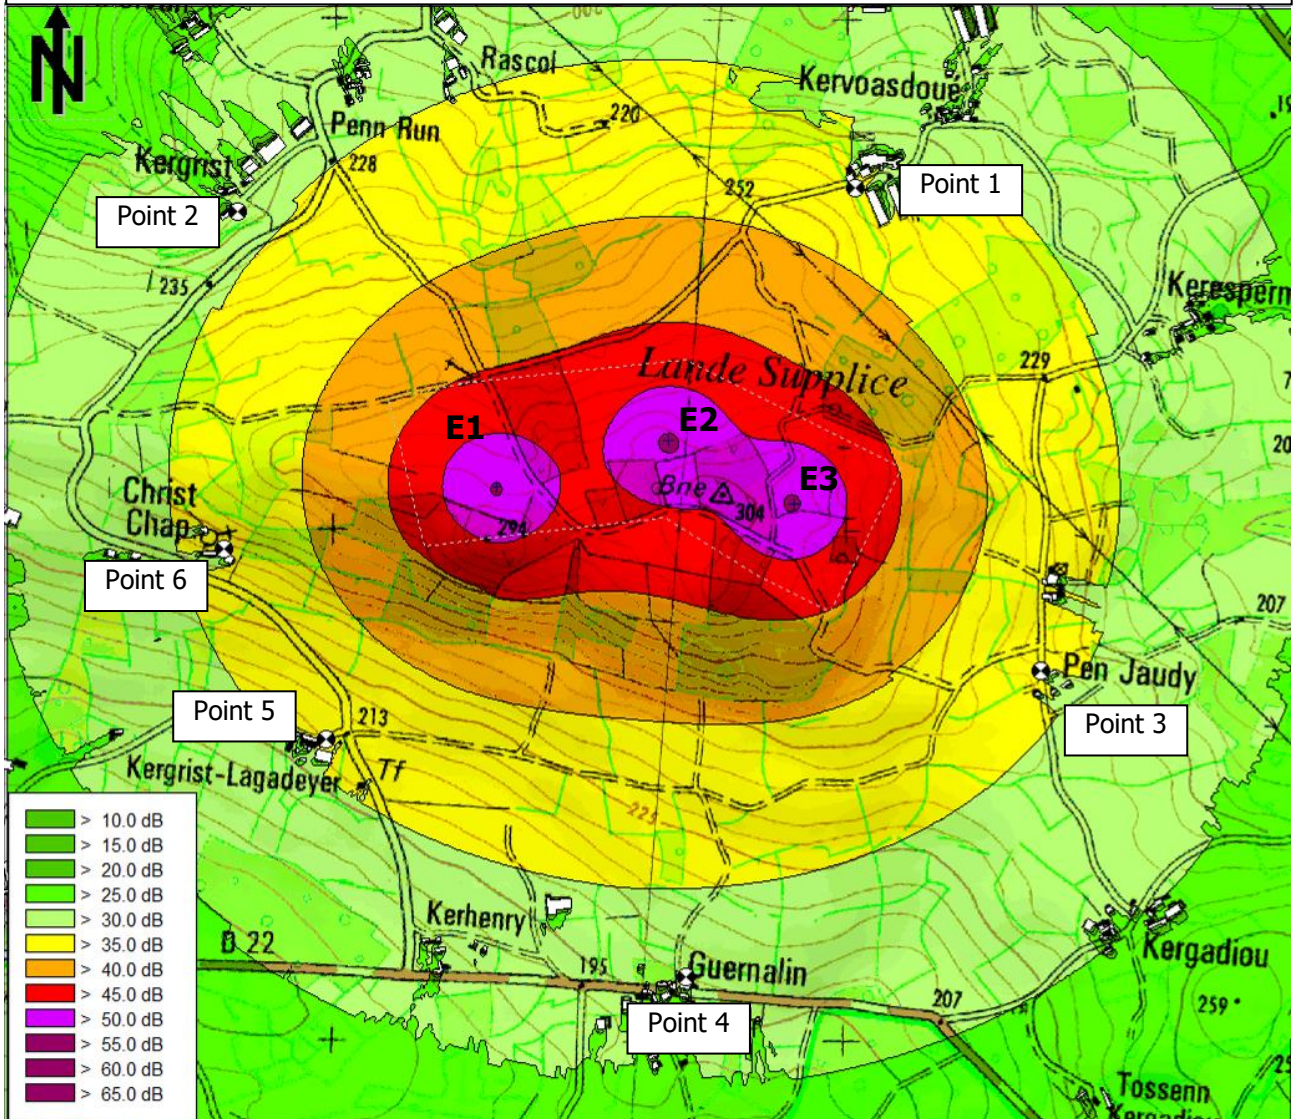 N
200
Rascol
Kervoasdoué
220
Penn Run
Kergrist
228
252
Point 1
Point 2
235
Keresperm
229
Lande Supplice
E1
E2
E3
Bne
304
294
20
Christ
Chap
Point 6
207
Pen Jaudy
Point 5
213
Point 3
Kergrist-Lagadeyer
Tf
225
> 10.0 dB
> 15.0 dB
> 20.0 dB
> 25.0 dB
> 30.0 dB
> 35.0 dB
> 40.0 dB
> 45.0 dB
> 50.0 dB
> 55.0 dB
> 60.0 dB
> 65.0 dB
Kerhenry
D 22
195
Guernalin
Kergadiou
207
259
Point 4
Tossenn